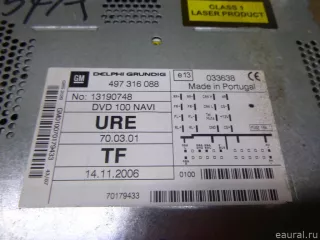 CLASS 1
LASER PRODUCT
GM DELPHI GRUNDIG
497 316 088
e13
033638
Made in Portugal
No: 13190748
DVD 100 NAVI
URE
70.03.01
TF
14.11.2006
0100
70179433
eaural.ru